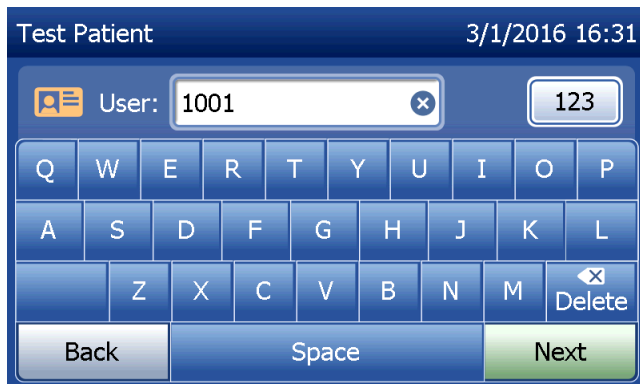 Test Patient 3/1/2016 16:31
User: 1001 123
Q W E R T Y U I O P
A S D F G H J K L
Z X C V B N M Delete
Back Space Next